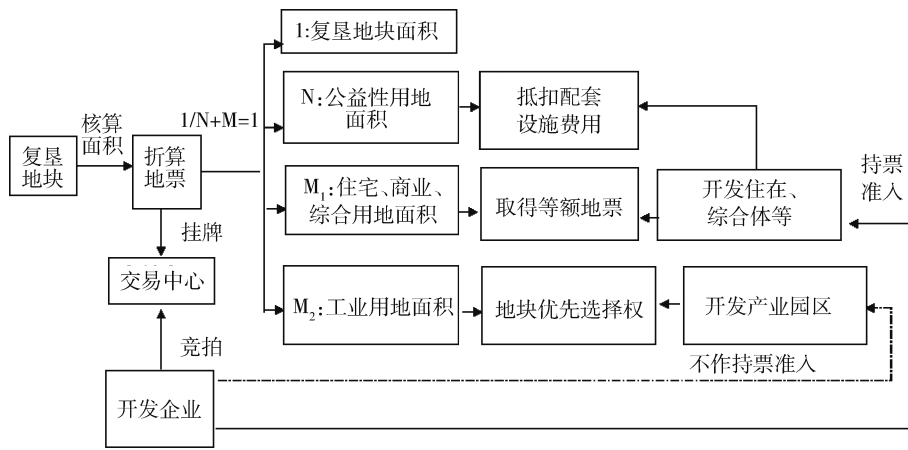 1:复垦地块面积
N:公益性用地
面积
抵扣配套
设施费用
1/N+M=1
核算
面积
复垦
地块
折算
地票
M₁:住宅、商业、
综合用地面积
取得等额地票
开发住在、
综合体等
持票
准入
挂牌
交易中心
M₂:工业用地面积
地块优先选择权
开发产业园区
竞拍
不作持票准入
开发企业